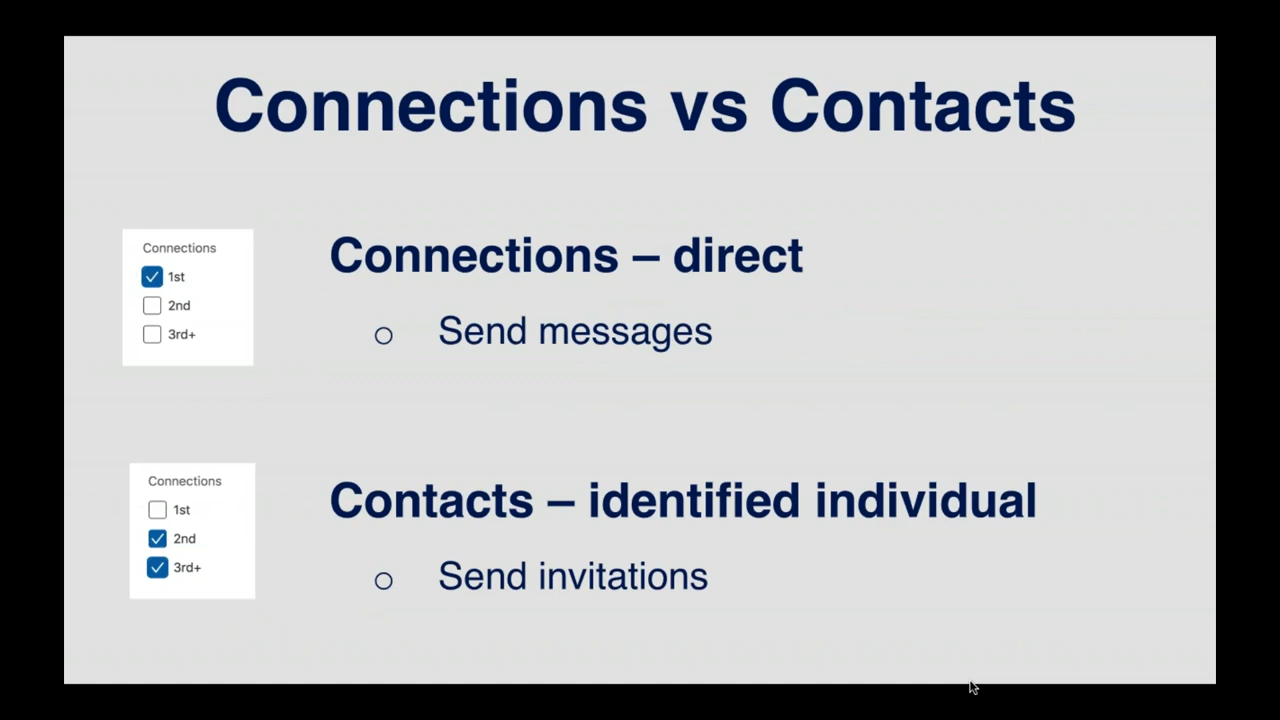 Connections vs Contacts
Connections
1st
2nd
3rd+
Connections – direct
Send messages
Connections
1st
2nd
3rd+
Contacts – identified individual
Send invitations